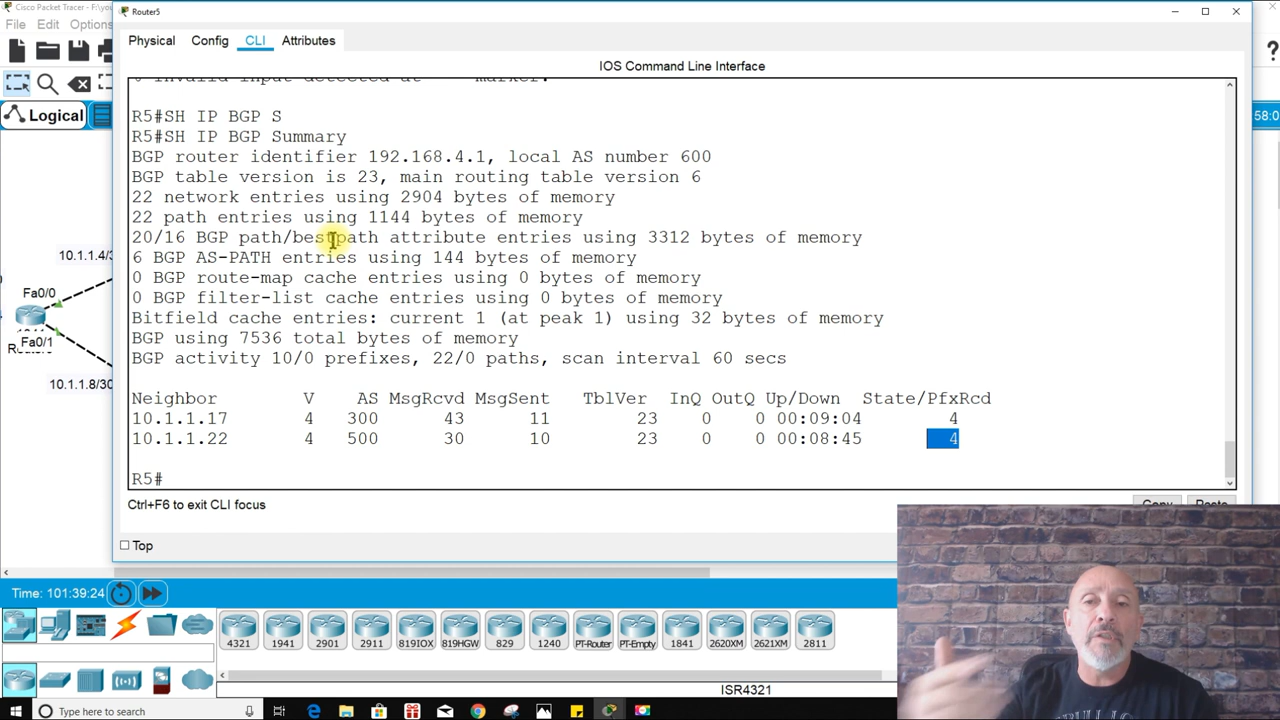 Cisco Packet Tracer - F:\yo
Router5
File Edit Options
Physical Config CLI Attributes
IOS Command Line Interface
Logical
58:0
R5#SH IP BGP S
R5#SH IP BGP Summary
BGP router identifier 192.168.4.1, local AS number 600
BGP table version is 23, main routing table version 6
22 network entries using 2904 bytes of memory
22 path entries using 1144 bytes of memory
20/16 BGP path/bestpath attribute entries using 3312 bytes of memory
6 BGP AS-PATH entries using 144 bytes of memory
0 BGP route-map cache entries using 0 bytes of memory
0 BGP filter-list cache entries using 0 bytes of memory
Bitfield cache entries: current 1 (at peak 1) using 32 bytes of memory
BGP using 7536 total bytes of memory
BGP activity 10/0 prefixes, 22/0 paths, scan interval 60 secs
Neighbor V AS MsgRcvd MsgSent TblVer InQ OutQ Up/Down State/PfxRcd
10.1.1.17 4 300 43 11 23 0 0 00:09:04 4
10.1.1.22 4 500 30 10 23 0 0 00:08:45 4
R5#
10.1.1.4/3
Fa0/0
Fa0/1
10.1.1.8/30
Ctrl+F6 to exit CLI focus
Copy Paste
Top
Time: 101:39:24
4321 1941 2901 2911 819IOX 819HGW 829 1240 PT-Router PT-Empty 1841 2620XM 2621XM 2811
ISR4321
Type here to search